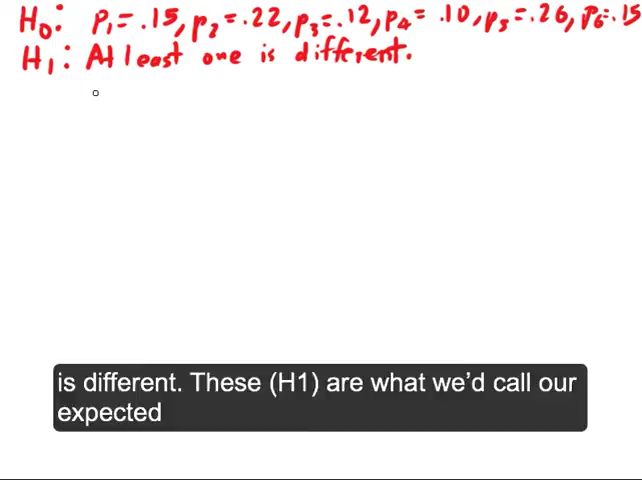 H₀: p₁=.15, p₂=.22, p₃=.12, p₄= .10, p₅=.26, p₆=.15
H₁: At least one is different.
is different. These (H1) are what we’d call our
expected